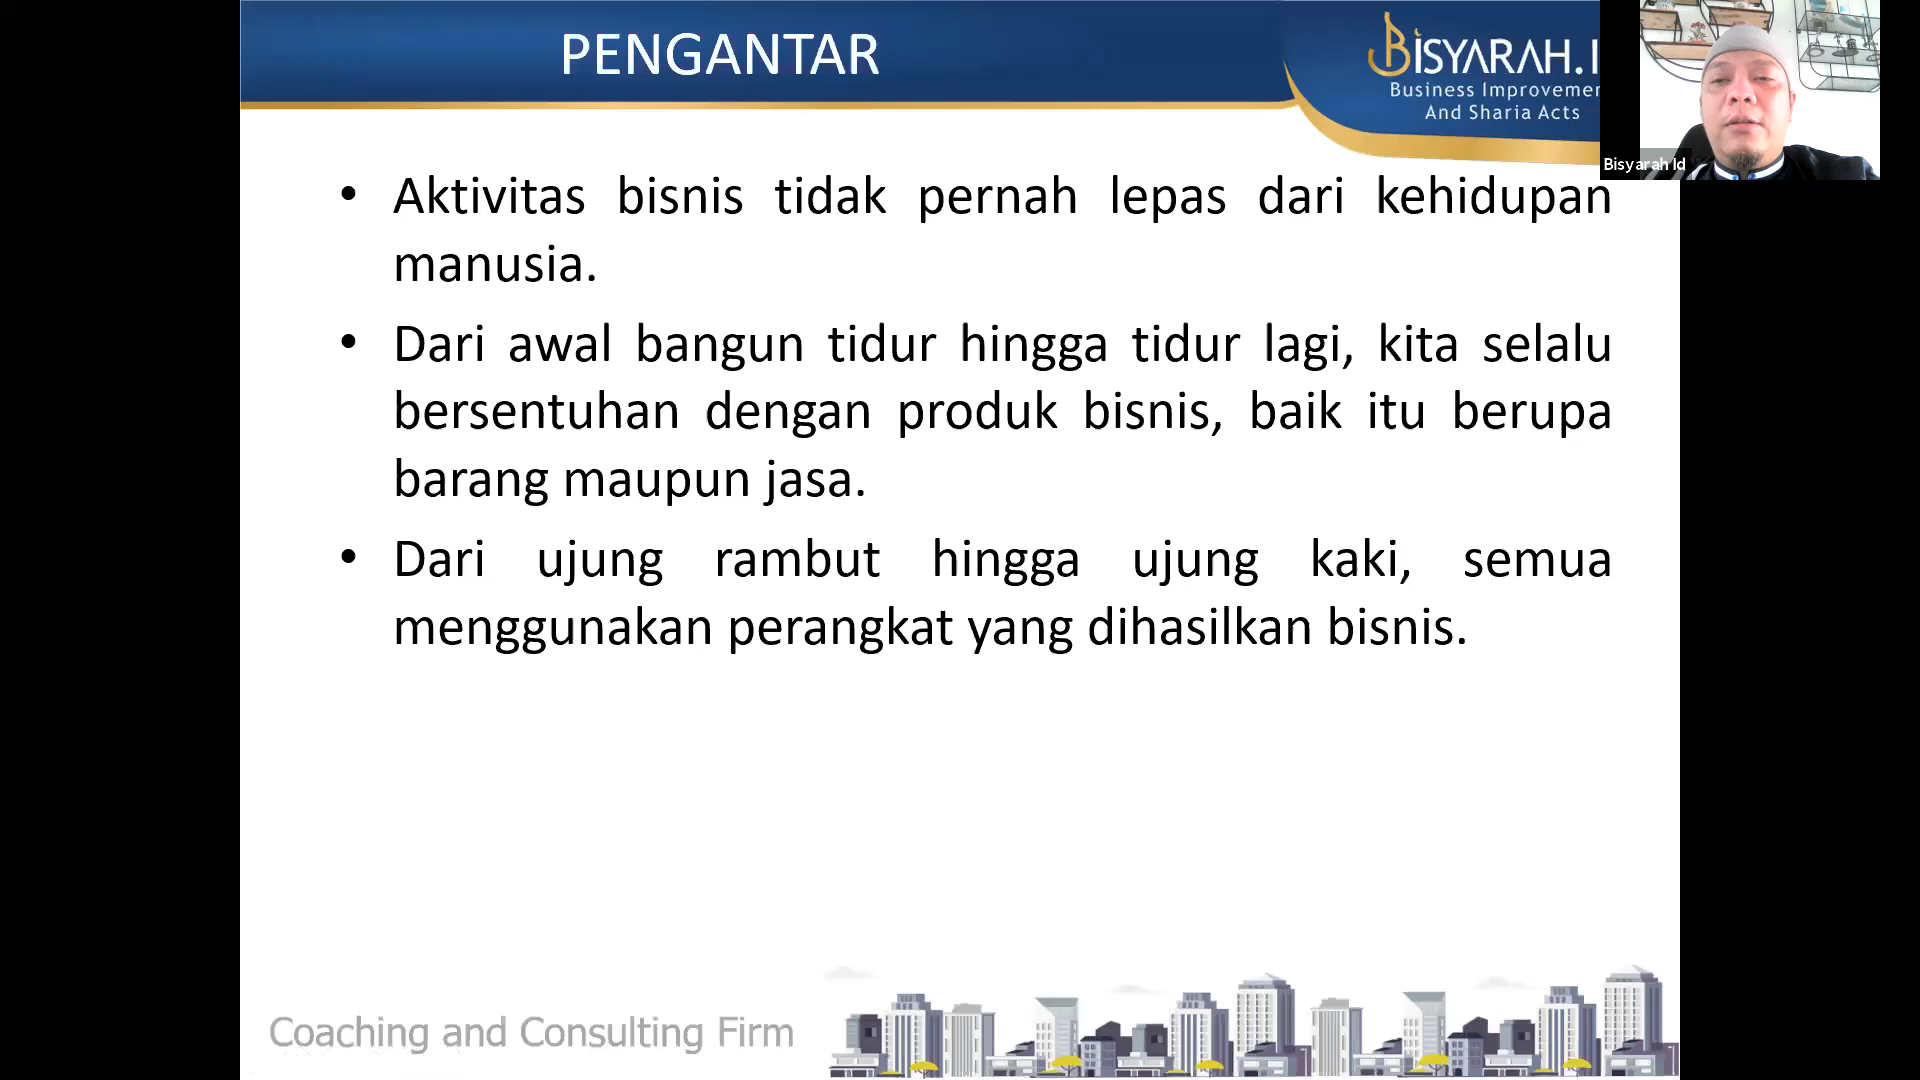 PENGANTAR
BISYARAH.I
Business Improvemen
And Sharia Acts
Bisyarah Id
• Aktivitas bisnis tidak pernah lepas dari kehidupan
manusia.
• Dari awal bangun tidur hingga tidur lagi, kita selalu
bersentuhan dengan produk bisnis, baik itu berupa
barang maupun jasa.
• Dari ujung rambut hingga ujung kaki, semua
menggunakan perangkat yang dihasilkan bisnis.
Coaching and Consulting Firm